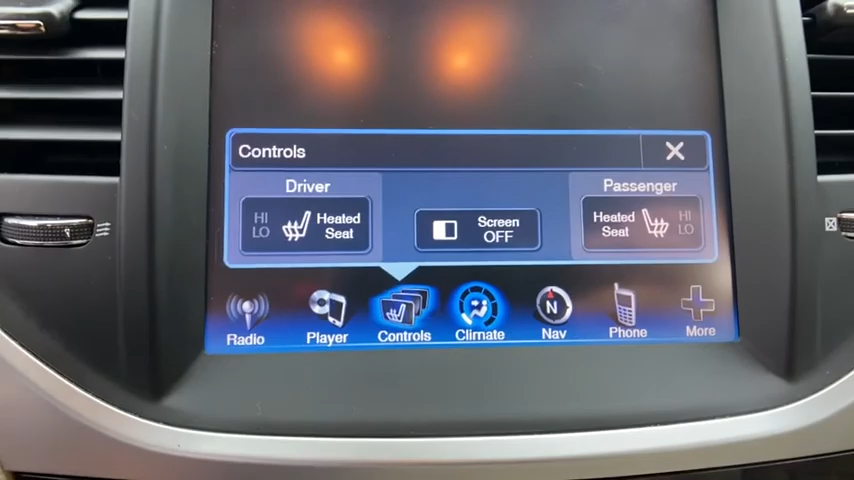 Controls
Driver
Passenger
HI
LO
Heated
Seat
Screen
OFF
Heated
Seat
HI
LO
N
Radio
Player
Controls
Climate
Nav
Phone
More